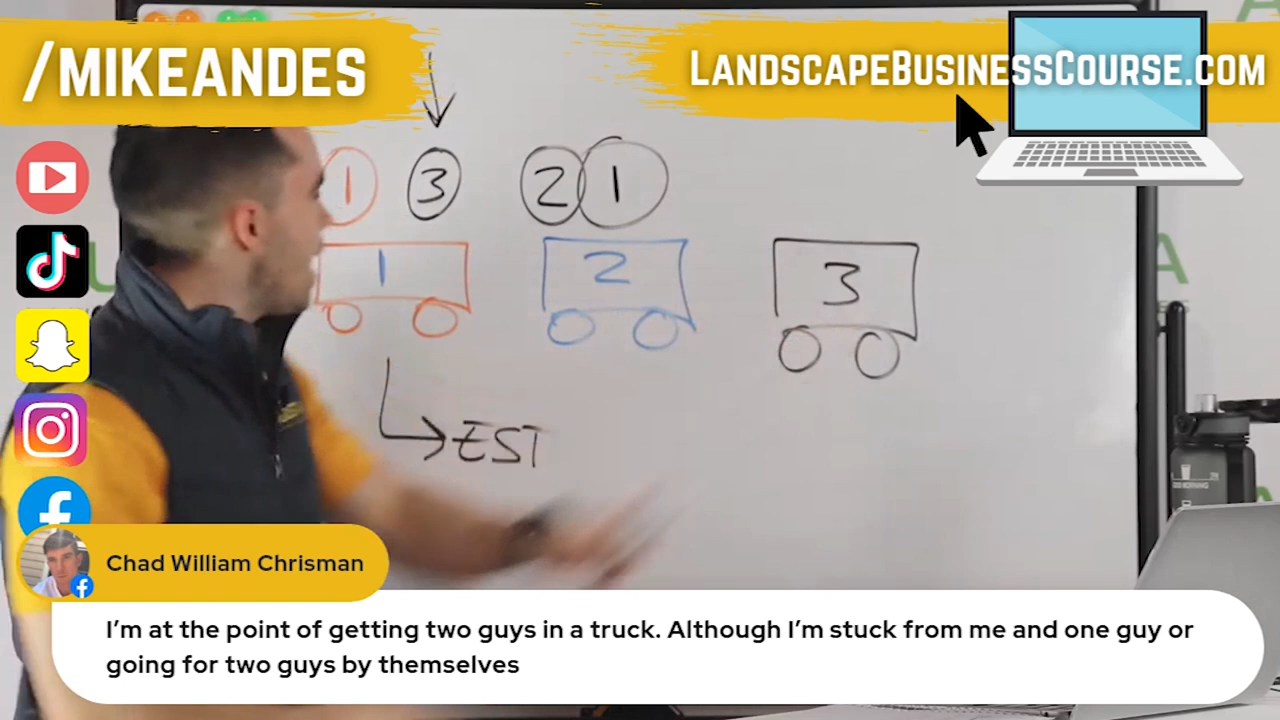 /MIKEANDES
LANDSCAPEBUSINESSCOURSE.COM
1 3 2 1
1 2 3
EST
Chad William Chrisman
I'm at the point of getting two guys in a truck. Although I'm stuck from me and one guy or
going for two guys by themselves